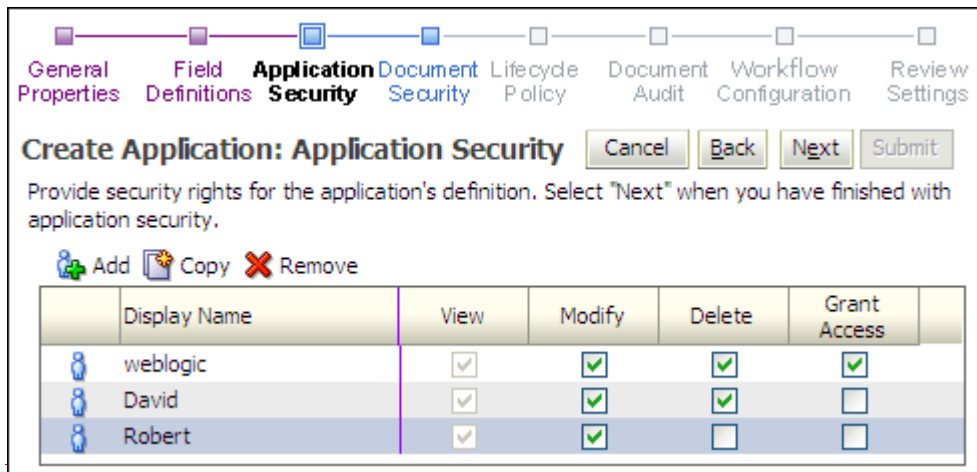 General Properties
Field Definitions
Application Security
Document Security
Lifecycle Policy
Document Audit
Workflow Configuration
Review Settings
Create Application: Application Security
Cancel
Back
Next
Submit
Provide security rights for the application's definition. Select "Next" when you have finished with
application security.
Add Copy Remove
Display Name View Modify Delete Grant Access
weblogic
David
Robert